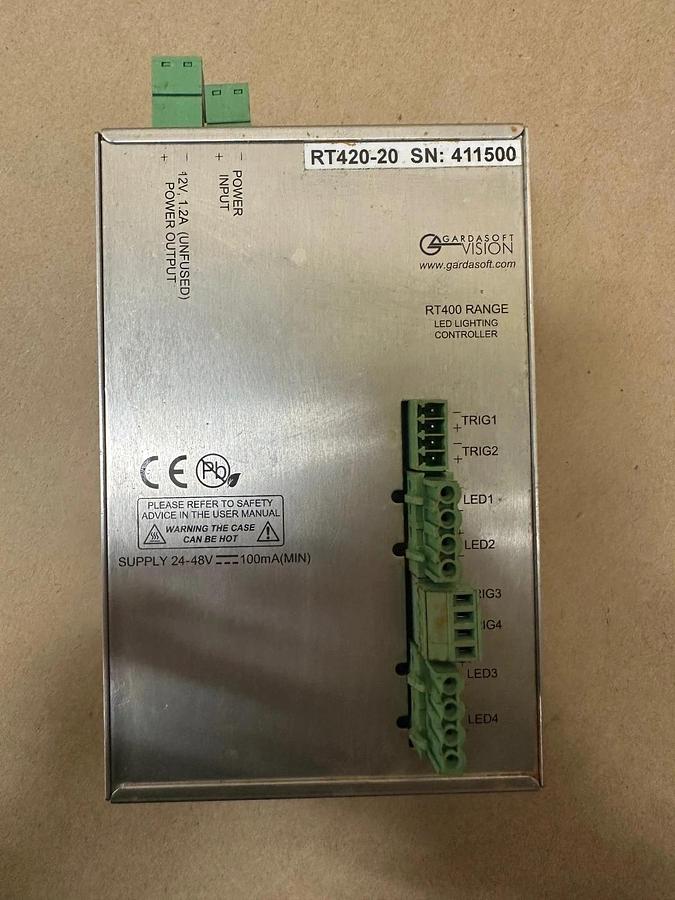 RT420-20 SN: 411500
+ − + −
POWER
INPUT
12V, 1.2A (UNFUSED)
POWER OUTPUT
GARDASOFT
VISION
www.gardasoft.com
RT400 RANGE
LED LIGHTING
CONTROLLER
− TRIG1
+
− TRIG2
+
LED1
LED2
RIG3
RIG4
LED3
LED4
CE Pb
PLEASE REFER TO SAFETY
ADVICE IN THE USER MANUAL
WARNING THE CASE
CAN BE HOT
SUPPLY 24-48V 100mA(MIN)